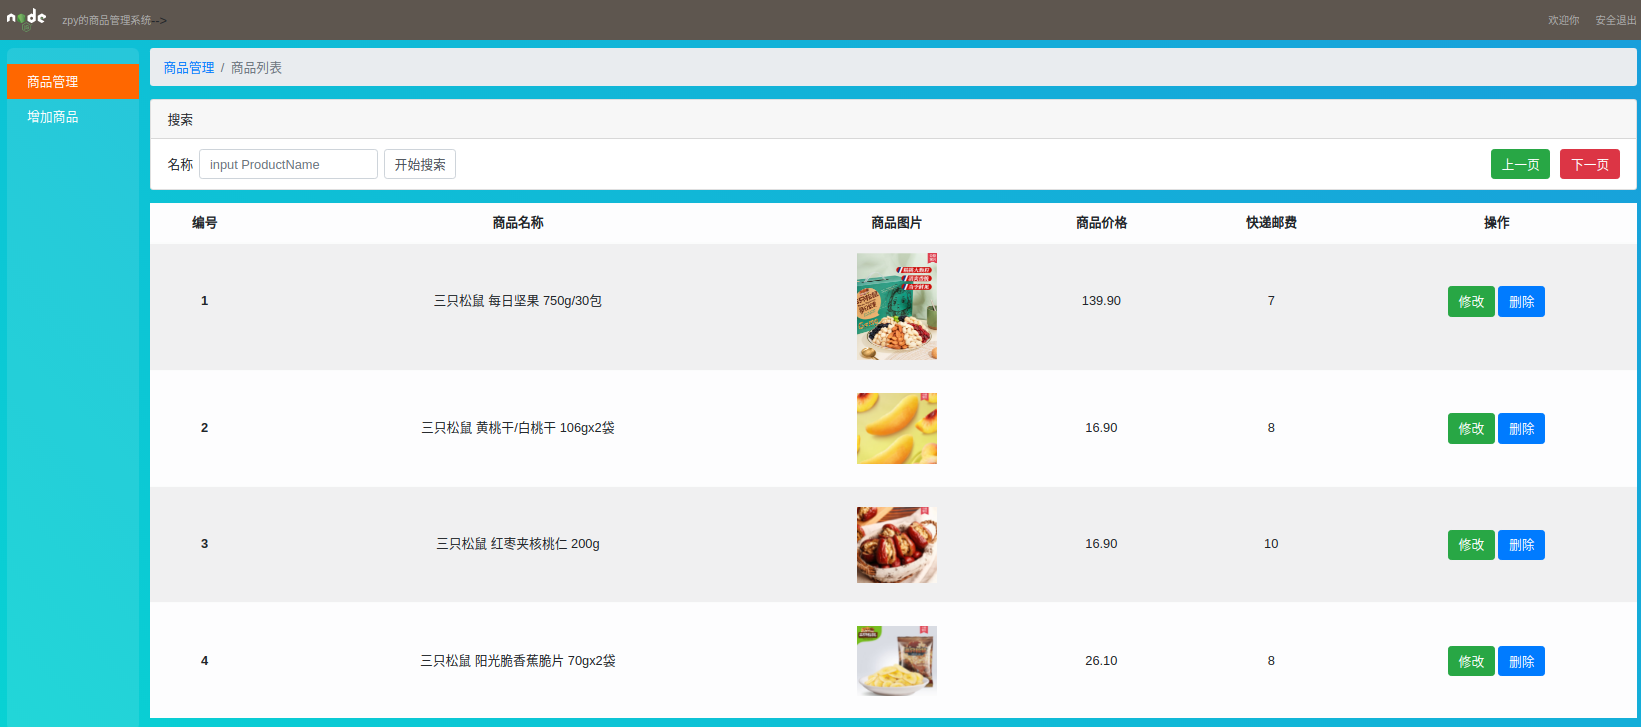 node zpy的商品管理系统--> 欢迎你 安全退出
商品管理
增加商品
商品管理 / 商品列表
搜索
名称 input ProductName 开始搜索 上一页 下一页
编号 商品名称 商品图片 商品价格 快递邮费 操作
1 三只松鼠 每日坚果 750g/30包 139.90 7 修改 删除
2 三只松鼠 黄桃干/白桃干 106gx2袋 16.90 8 修改 删除
3 三只松鼠 红枣夹核桃仁 200g 16.90 10 修改 删除
4 三只松鼠 阳光脆香蕉脆片 70gx2袋 26.10 8 修改 删除